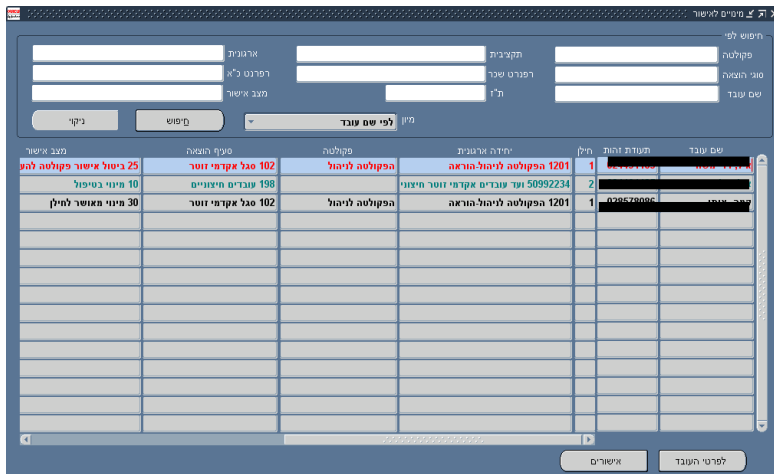 מינויים לאישור
חיפוש לפי
פקולטה תקציבית ארגונית
סוגי הוצאה רפנרט שכר רפרנט כ"א
שם עובד ת"ז מצב אישור
מיון לפי שם עובד חיפוש ניקוי
שם עובד תעודת זהות חילן יחידה ארגונית פקולטה סעיף הוצאה מצב אישור
1 1201 הפקולטה לניהול-הוראה הפקולטה לניהול 102 סגל אקדמי זוטר 25 ביטול אישור פקולטה להע
2 50992234 ועד עובדים אקדמי זוטר חיצוני 198 עובדים חיצוניים 10 מינוי בטיפול
1 1201 הפקולטה לניהול-הוראה הפקולטה לניהול 102 סגל אקדמי זוטר 30 מינוי מאושר לחילן
לפרטי העובד אישורים